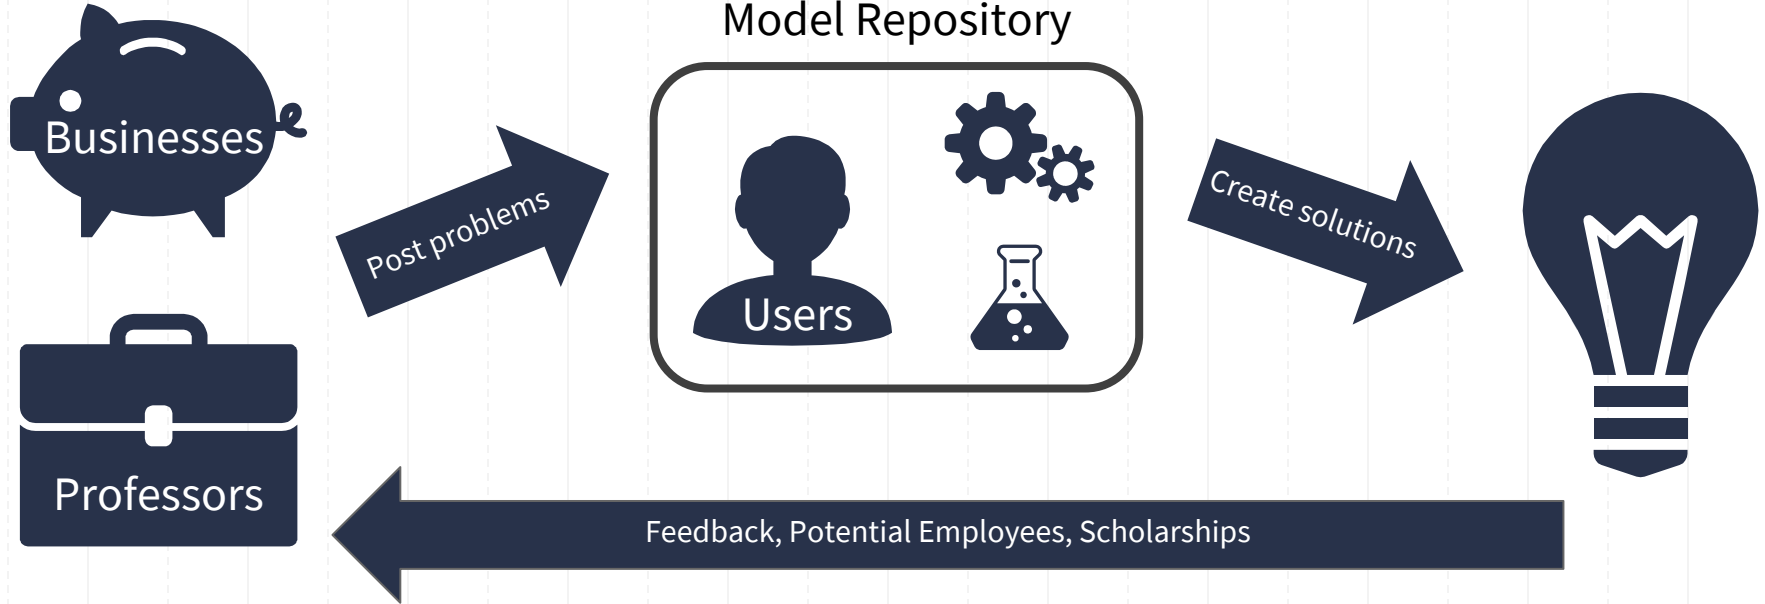 Model Repository
Businesses
Post problems
Users
Create solutions
Professors
Feedback, Potential Employees, Scholarships